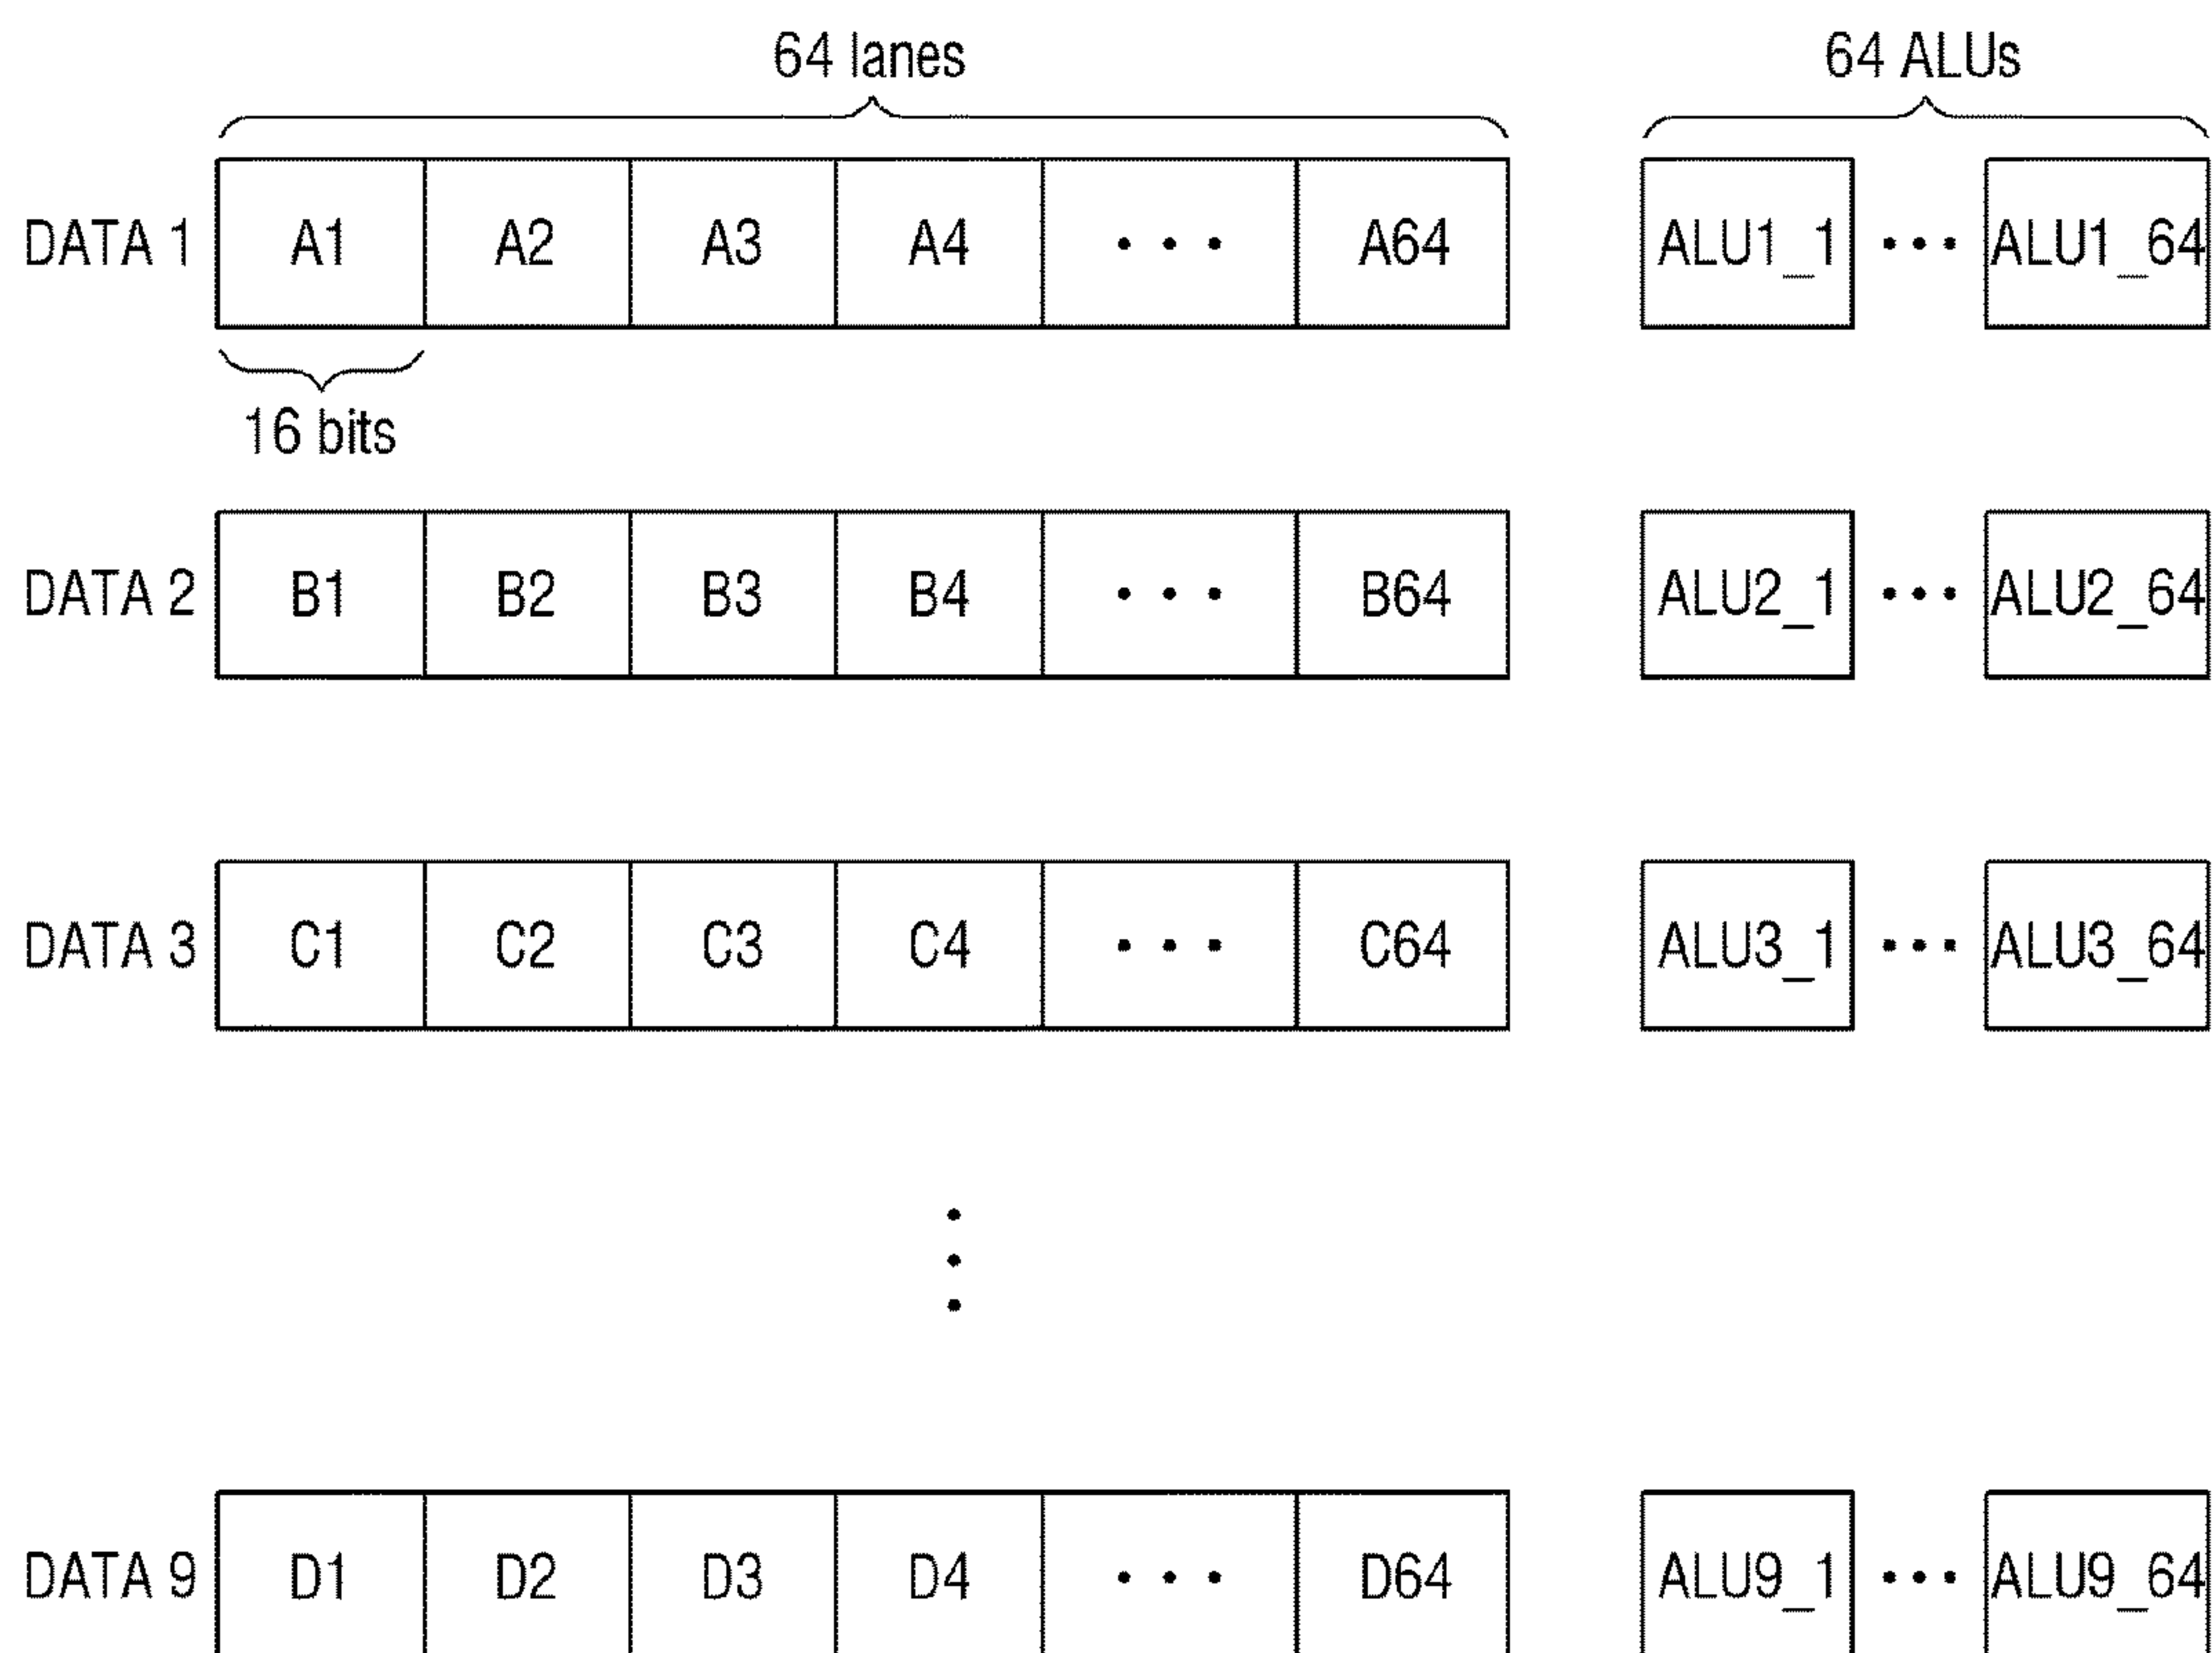 64 lanes 64 ALUs
DATA 1 A1 A2 A3 A4 • • • A64 ALU1_1 • • • ALU1_64
16 bits
DATA 2 B1 B2 B3 B4 • • • B64 ALU2_1 • • • ALU2_64
DATA 3 C1 C2 C3 C4 • • • C64 ALU3_1 • • • ALU3_64
DATA 9 D1 D2 D3 D4 • • • D64 ALU9_1 • • • ALU9_64